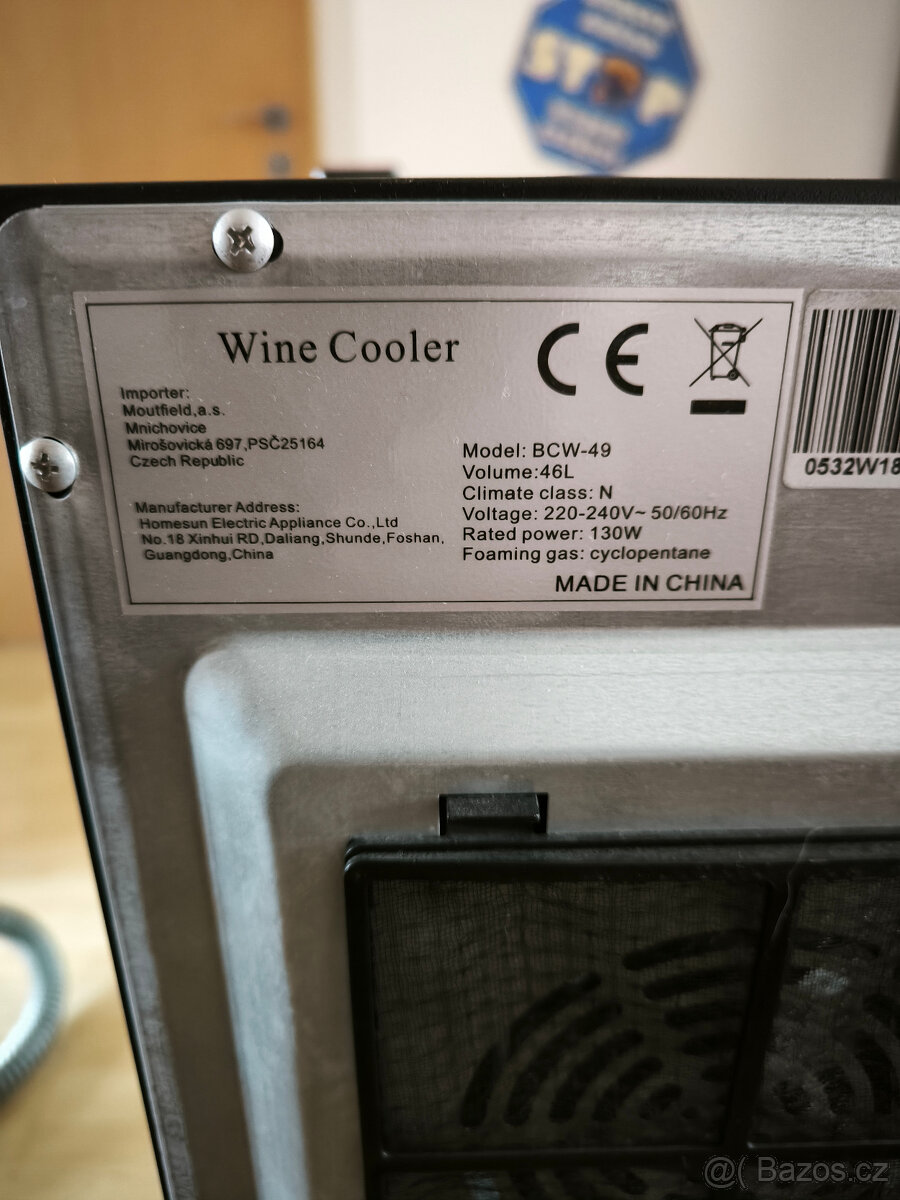 STOP
Wine Cooler
CE
Importer:
Moutfield,a.s.
Mnichovice
Mirošovická 697,PSČ25164
Czech Republic
Manufacturer Address:
Homesun Electric Appliance Co.,Ltd
No.18 Xinhui RD,Daliang,Shunde,Foshan,
Guangdong,China
Model: BCW-49
Volume:46L
Climate class: N
Voltage: 220-240V~ 50/60Hz
Rated power: 130W
Foaming gas: cyclopentane
MADE IN CHINA
0532W18
@( Bazos.cz